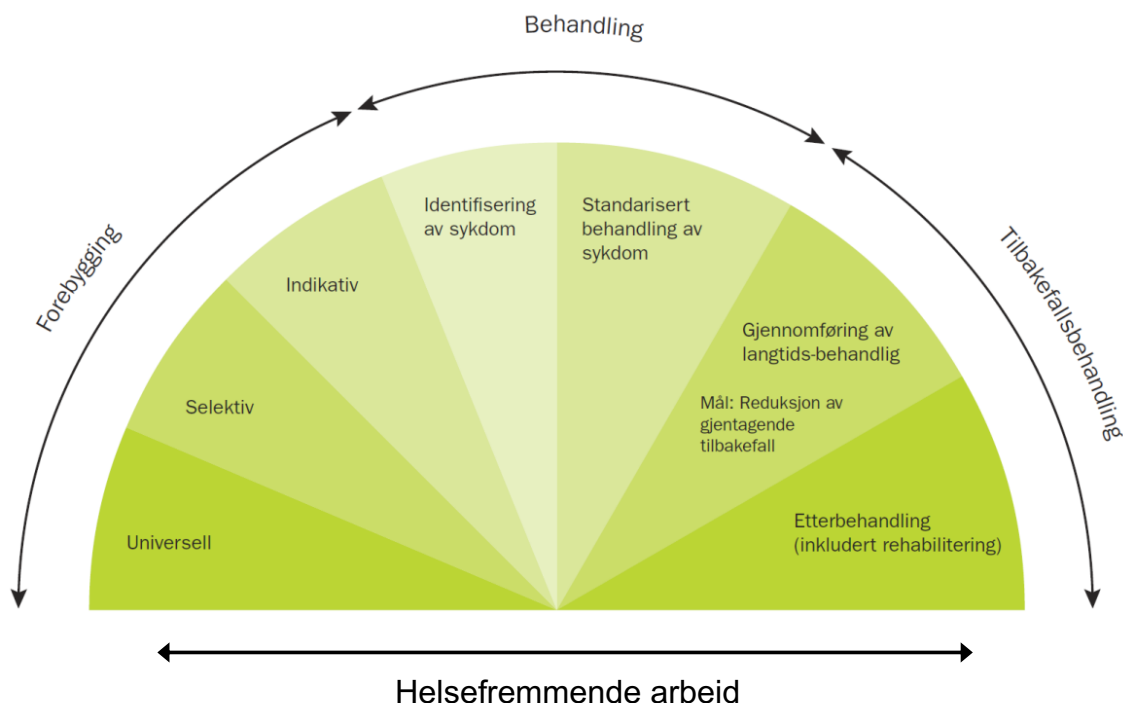 Behandling
Forebygging
Tilbakefallsbehandling
Identifisering
av sykdom
Standarisert
behandling av
sykdom
Indikativ
Gjennomføring av
langtids-behandlig
Selektiv
Mål: Reduksjon av
gjentagende
tilbakefall
Universell
Etterbehandling
(inkludert rehabilitering)
Helsefremmende arbeid